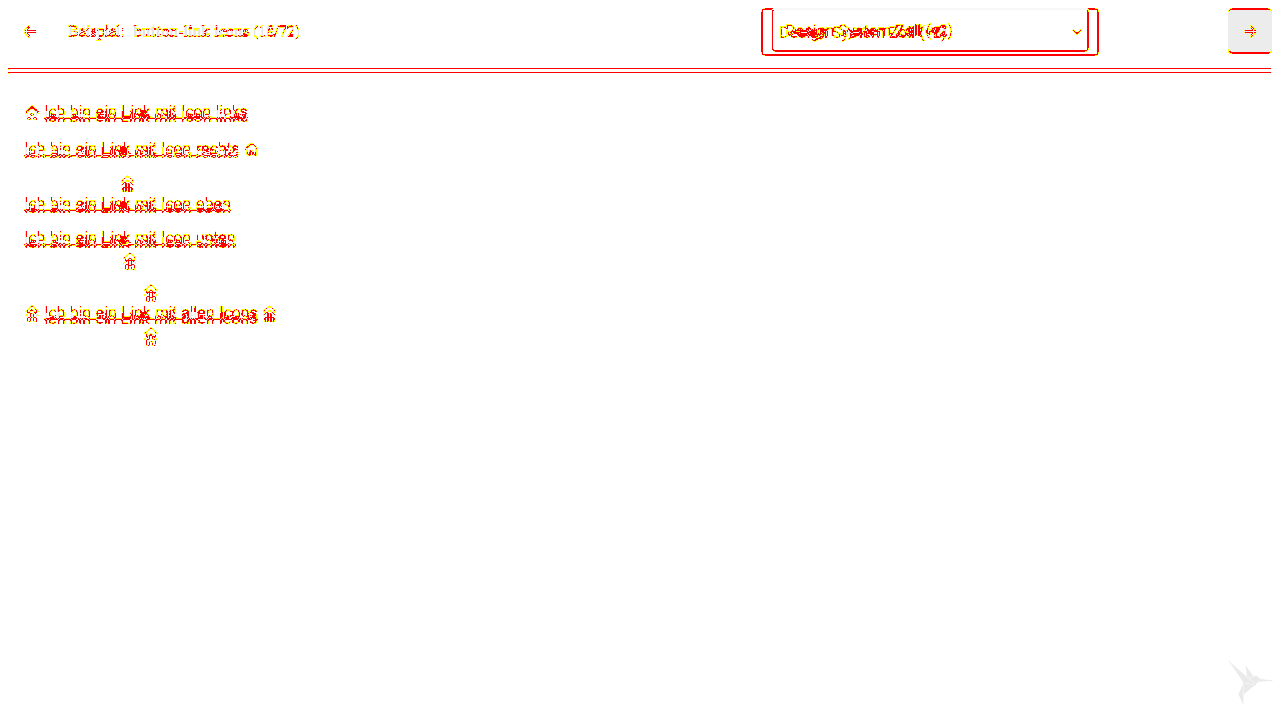 ← Beispiel: button-link icons (18/72)
Design System Zoll (v2)
→
Ich bin ein Link mit Icon links
Ich bin ein Link mit Icon rechts
Ich bin ein Link mit Icon oben
Ich bin ein Link mit Icon unten
Ich bin ein Link mit allen Icons